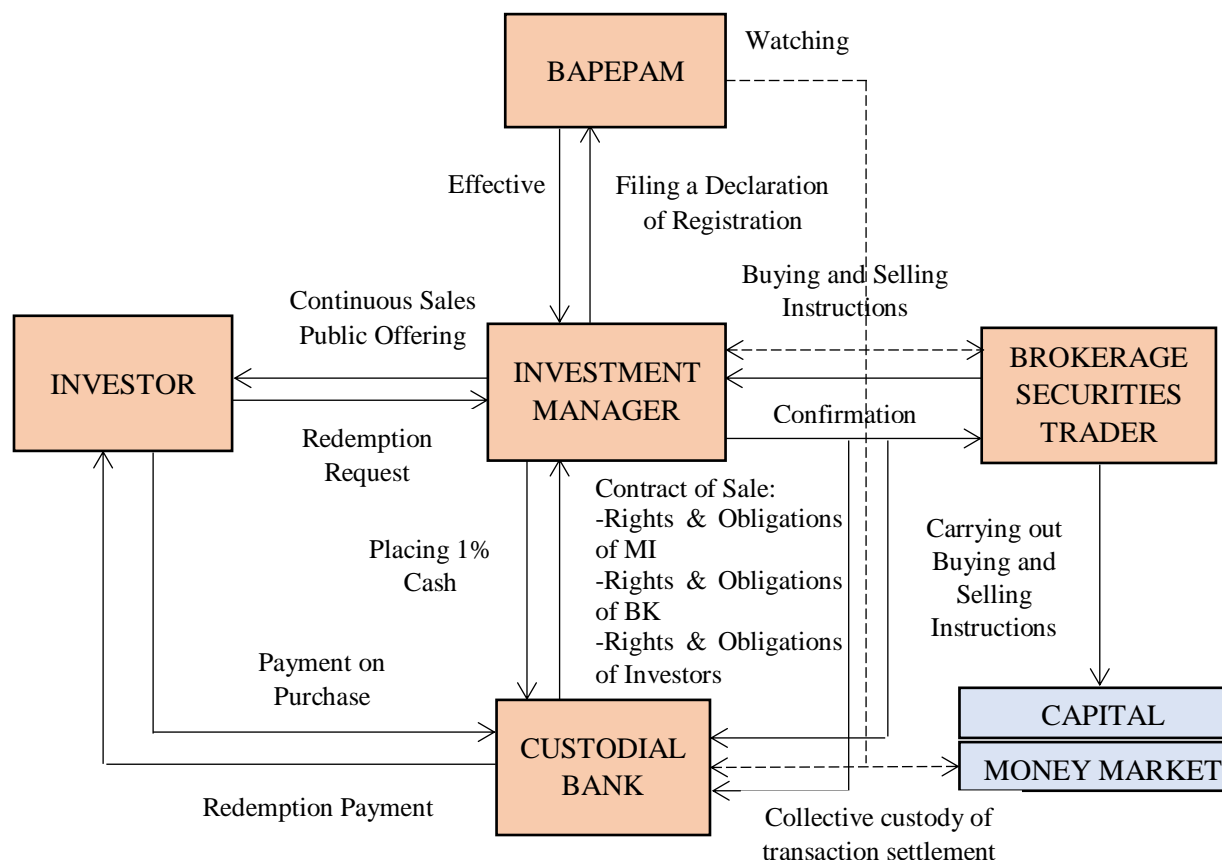 Watching
BAPEPAM
Effective
Filing a Declaration
of Registration
Buying and Selling
Instructions
Continuous Sales
Public Offering
INVESTOR
INVESTMENT
MANAGER
BROKERAGE
SECURITIES
TRADER
Confirmation
Redemption
Request
Contract of Sale:
-Rights & Obligations
of MI
-Rights & Obligations
of BK
-Rights & Obligations
of Investors
Placing 1%
Cash
Carrying out
Buying and
Selling
Instructions
Payment on
Purchase
CAPITAL
MONEY MARKET
CUSTODIAL
BANK
Redemption Payment
Collective custody of
transaction settlement